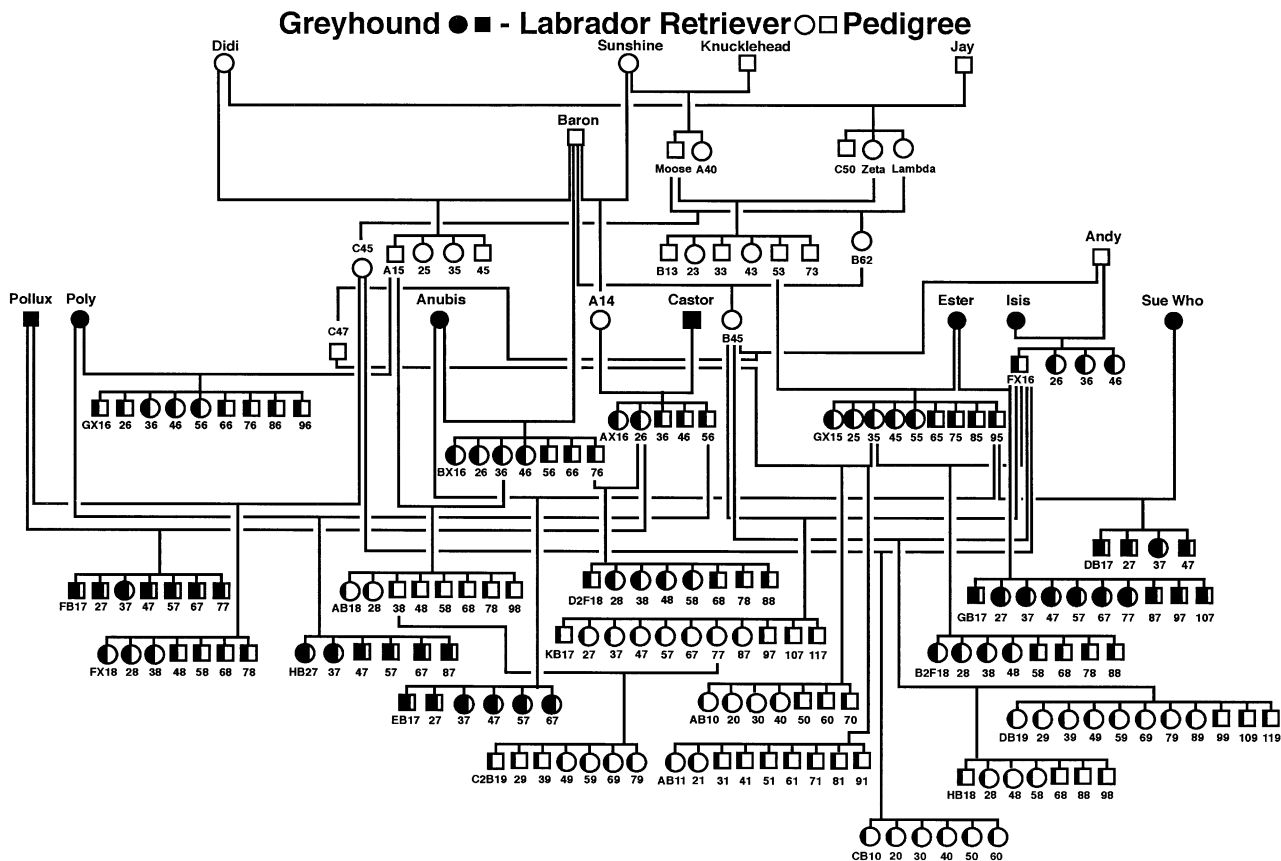 Greyhound - Labrador Retriever Pedigree
Didi Sunshine Knucklehead Jay
Baron
Moose A40 C50 Zeta Lambda
C45 A15 25 35 45 B13 23 33 43 53 73 B62 Andy
Pollux Poly Anubis A14 Castor Ester Isis Sue Who
C47 B45
FX16 26 36 46
GX16 26 36 46 56 66 76 86 96
AX16 26 36 46 56
GX15 25 35 45 55 65 75 85 95
BX16 26 36 46 56 66 76
DB17 27 37 47
FB17 27 37 47 57 67 77
AB18 28 38 48 58 68 78 98
D2F18 28 38 48 58 68 78 88
GB17 27 37 47 57 67 77 87 97 107
KB17 27 37 47 57 67 77 87 97 107 117
FX18 28 38 48 58 68 78
HB27 37 47 57 67 87
B2F18 28 38 48 58 68 78 88
EB17 27 37 47 57 67
AB10 20 30 40 50 60 70
DB19 29 39 49 59 69 79 89 99 109 119
C2B19 29 39 49 59 69 79
AB11 21 31 41 51 61 71 81 91
HB18 28 48 58 68 88 98
CB10 20 30 40 50 60